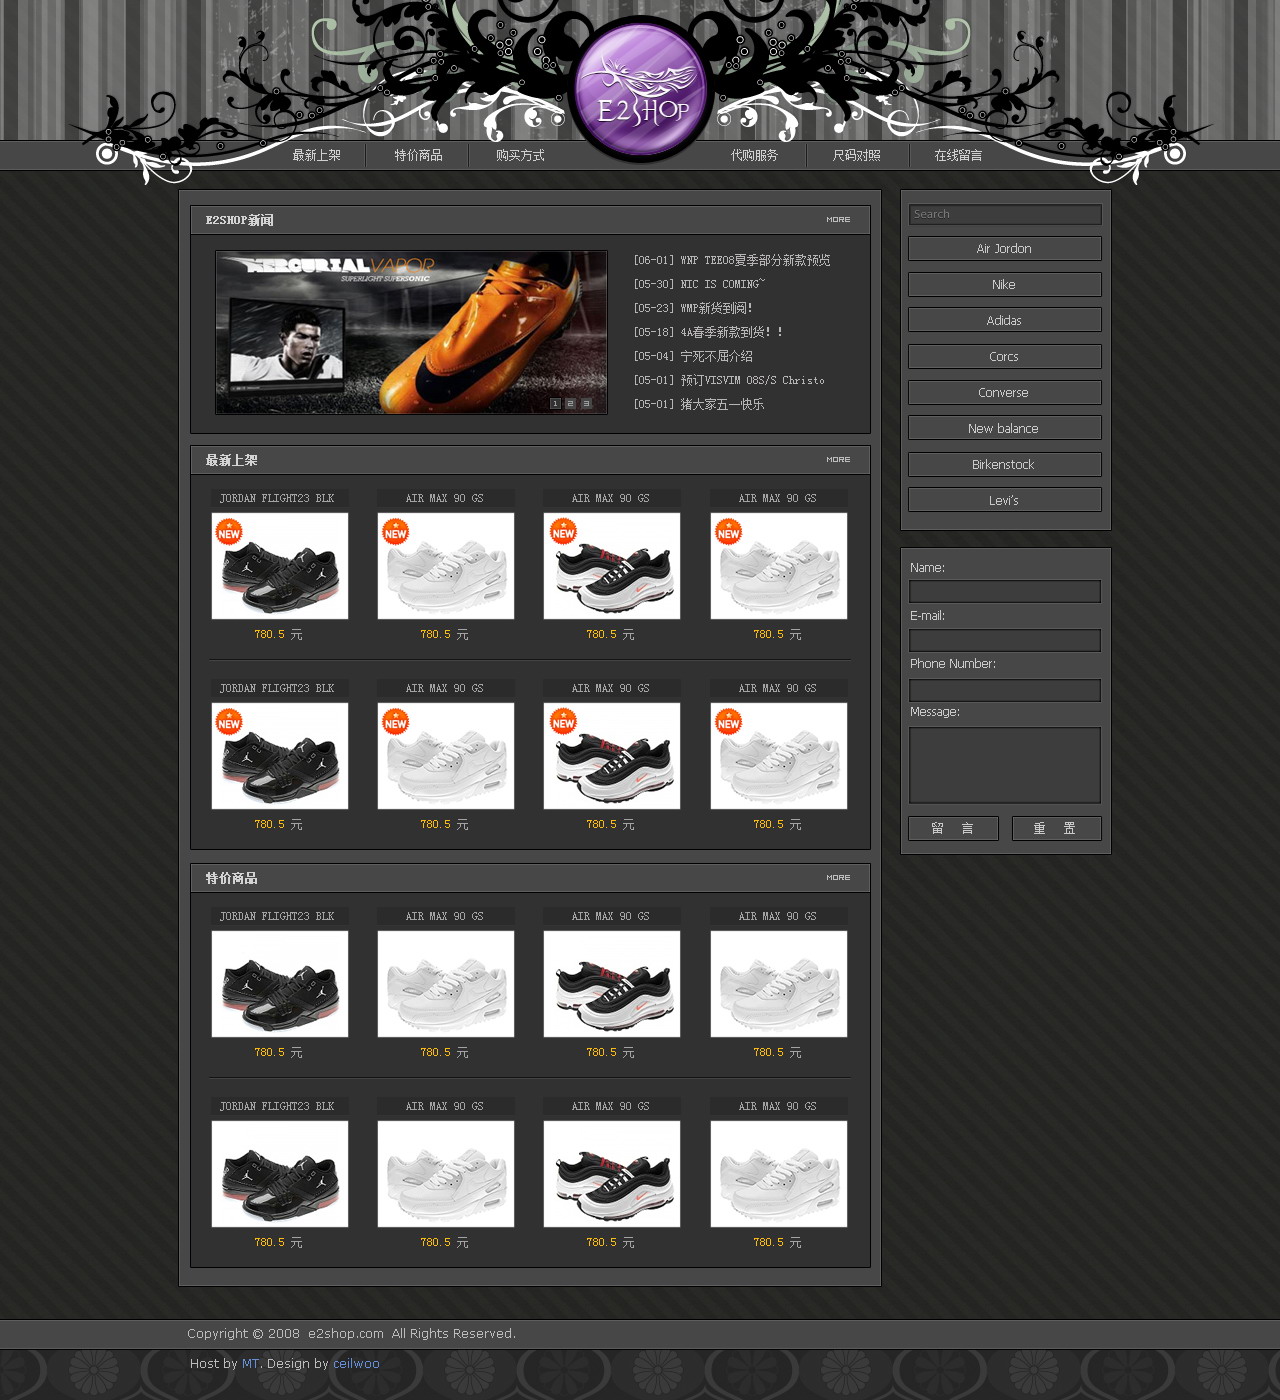 E2SHOP
最新上架
特价商品
购买方式
代购服务
尺码对照
在线留言
E2SHOP新闻
MORE
MERCURIAL VAPOR
SUPERLIGHT SUPERSONIC
1 2 3
[06-01] WNP TEE08夏季部分新款预览
[05-30] NIC IS COMING~
[05-23] WMP新货到阅!
[05-18] 4A春季新款到货!!
[05-04] 宁死不屈介绍
[05-01] 预订VISVIM 08S/S Christo
[05-01] 猪大家五一快乐
最新上架
MORE
JORDAN FLIGHT23 BLK
AIR MAX 90 GS
AIR MAX 90 GS
AIR MAX 90 GS
NEW
NEW
NEW
NEW
780.5 元
780.5 元
780.5 元
780.5 元
JORDAN FLIGHT23 BLK
AIR MAX 90 GS
AIR MAX 90 GS
AIR MAX 90 GS
NEW
NEW
NEW
NEW
780.5 元
780.5 元
780.5 元
780.5 元
特价商品
MORE
JORDAN FLIGHT23 BLK
AIR MAX 90 GS
AIR MAX 90 GS
AIR MAX 90 GS
780.5 元
780.5 元
780.5 元
780.5 元
JORDAN FLIGHT23 BLK
AIR MAX 90 GS
AIR MAX 90 GS
AIR MAX 90 GS
780.5 元
780.5 元
780.5 元
780.5 元
Search
Air Jordon
Nike
Adidas
Corcs
Converse
New balance
Birkenstock
Levi's
Name:
E-mail:
Phone Number:
Message:
留 言
重 置
Copyright © 2008 e2shop.com All Rights Reserved.
Host by MT. Design by ceilwoo